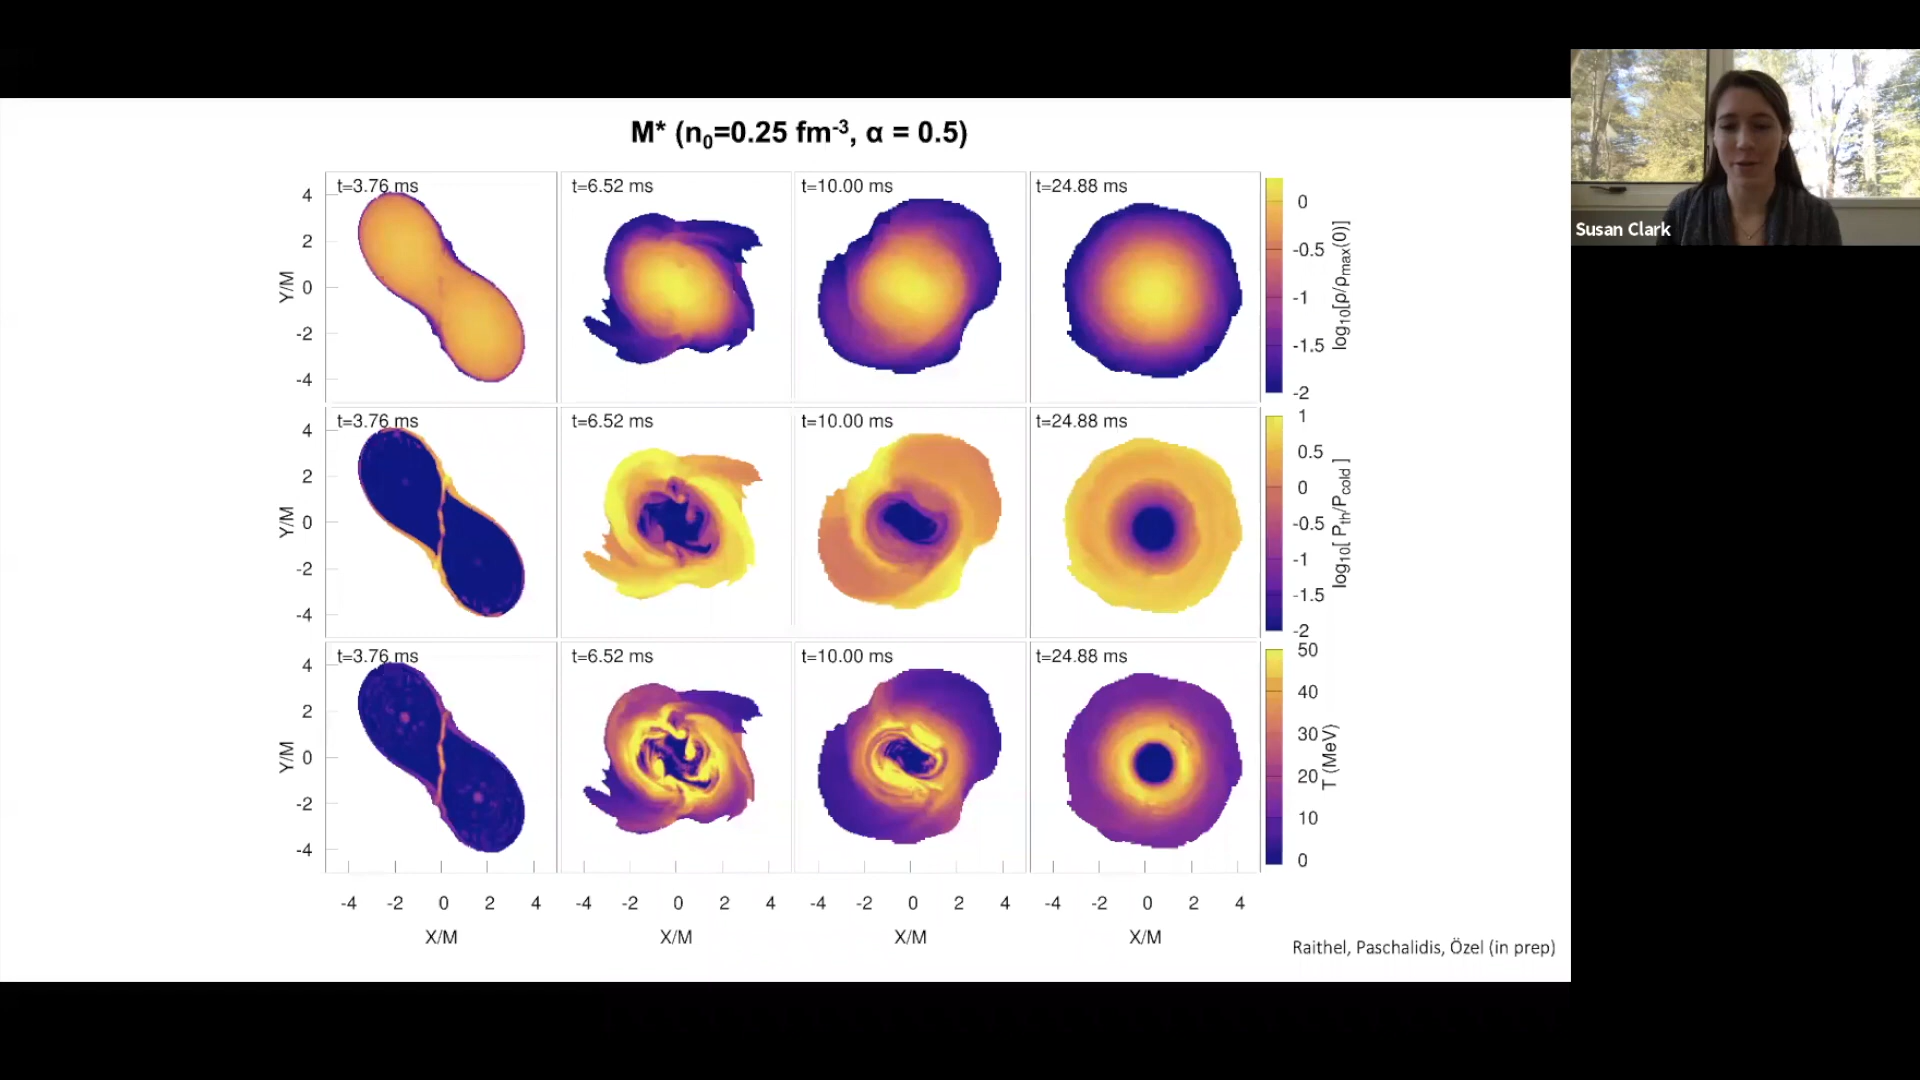 M* (n₀=0.25 fm⁻³, α = 0.5)
Susan Clark
t=3.76 ms
t=6.52 ms
t=10.00 ms
t=24.88 ms
4
2
0
-2
-4
Y/M
0
-0.5
-1
-1.5
-2
log₁₀[ρ/ρmax(0)]
t=3.76 ms
t=6.52 ms
t=10.00 ms
t=24.88 ms
4
2
0
-2
-4
Y/M
1
0.5
0
-0.5
-1
-1.5
-2
log₁₀[ Pth/Pcold ]
t=3.76 ms
t=6.52 ms
t=10.00 ms
t=24.88 ms
4
2
0
-2
-4
Y/M
50
40
30
20
10
0
T (MeV)
-4 -2 0 2 4
-4 -2 0 2 4
-4 -2 0 2 4
-4 -2 0 2 4
X/M
X/M
X/M
X/M
Raithel, Paschalidis, Özel (in prep)